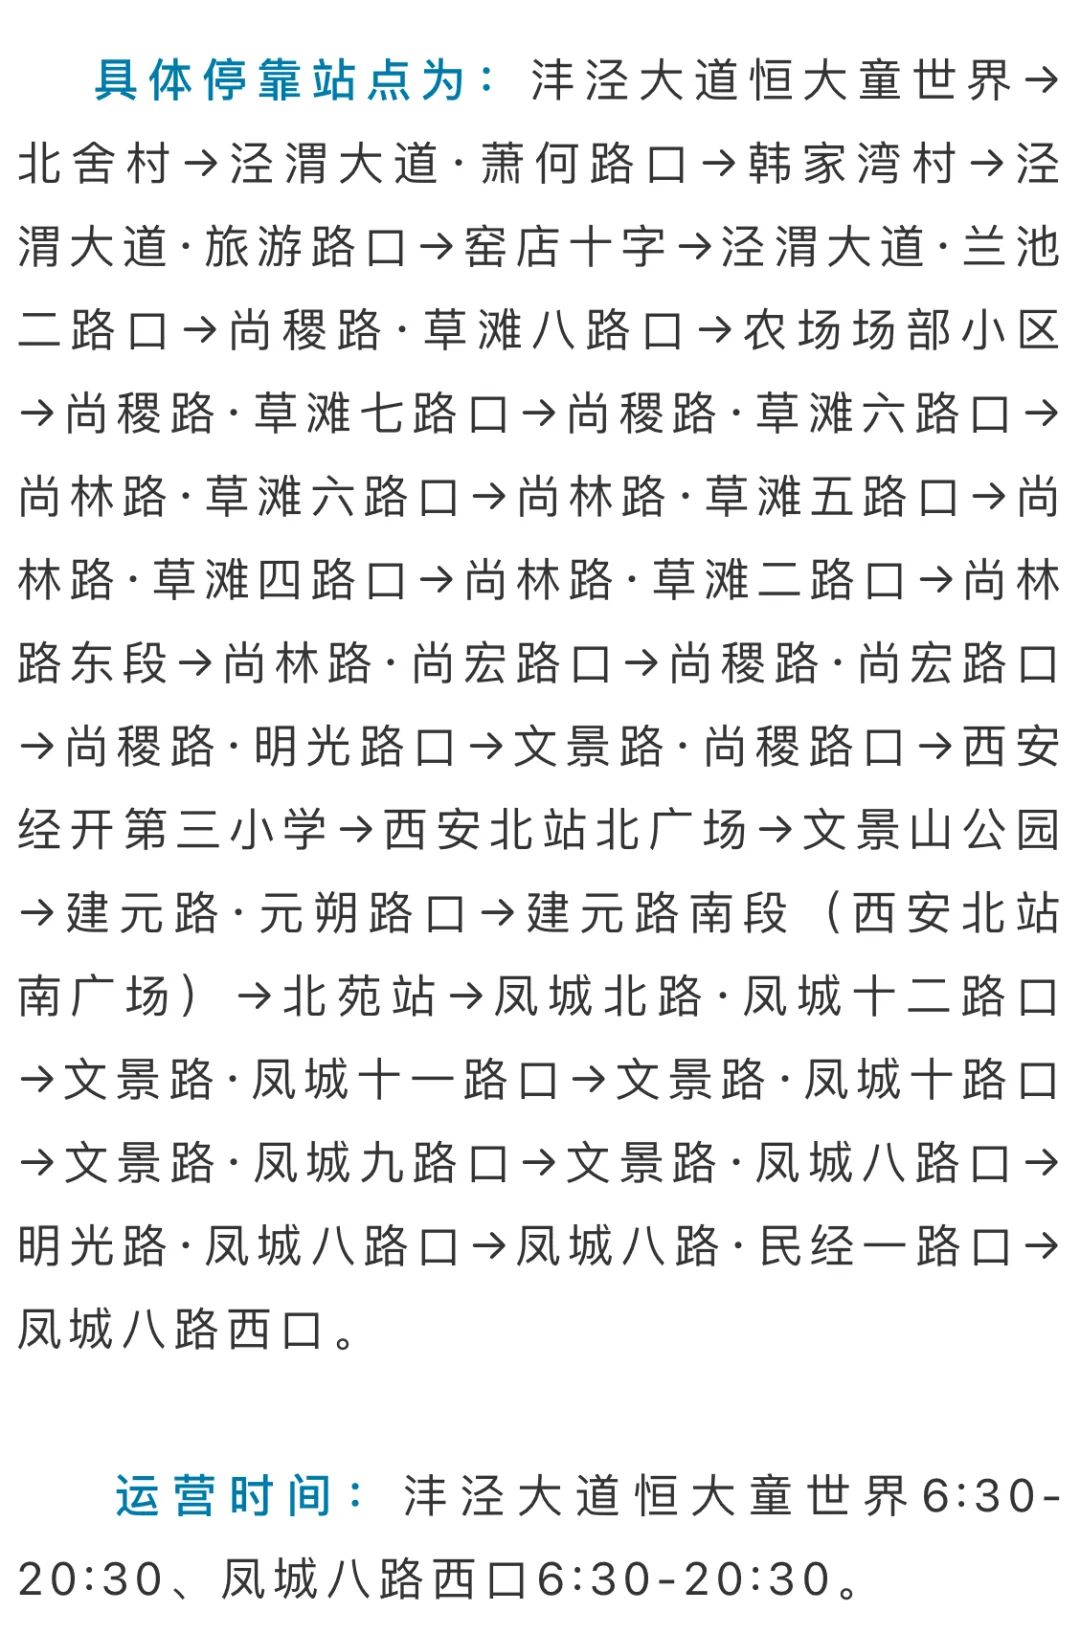 具体停靠站点为：沣泾大道恒大童世界→
北舍村→泾渭大道·萧何路口→韩家湾村→泾
渭大道·旅游路口→窑店十字→泾渭大道·兰池
二路口→尚稷路·草滩八路口→农场场部小区
→尚稷路·草滩七路口→尚稷路·草滩六路口→
尚林路·草滩六路口→尚林路·草滩五路口→尚
林路·草滩四路口→尚林路·草滩二路口→尚林
路东段→尚林路·尚宏路口→尚稷路·尚宏路口
→尚稷路·明光路口→文景路·尚稷路口→西安
经开第三小学→西安北站北广场→文景山公园
→建元路·元朔路口→建元路南段（西安北站
南广场）→北苑站→凤城北路·凤城十二路口
→文景路·凤城十一路口→文景路·凤城十路口
→文景路·凤城九路口→文景路·凤城八路口→
明光路·凤城八路口→凤城八路·民经一路口→
凤城八路西口。
运营时间：沣泾大道恒大童世界6:30-
20:30、凤城八路西口6:30-20:30。